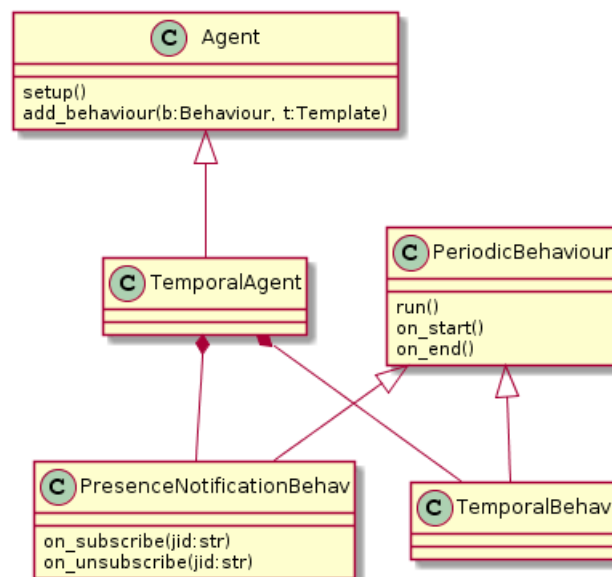 C Agent
setup()
add_behaviour(b:Behaviour, t:Template)
C PeriodicBehaviour
run()
on_start()
on_end()
C TemporalAgent
C PresenceNotificationBehav
on_subscribe(jid:str)
on_unsubscribe(jid:str)
C TemporalBehav